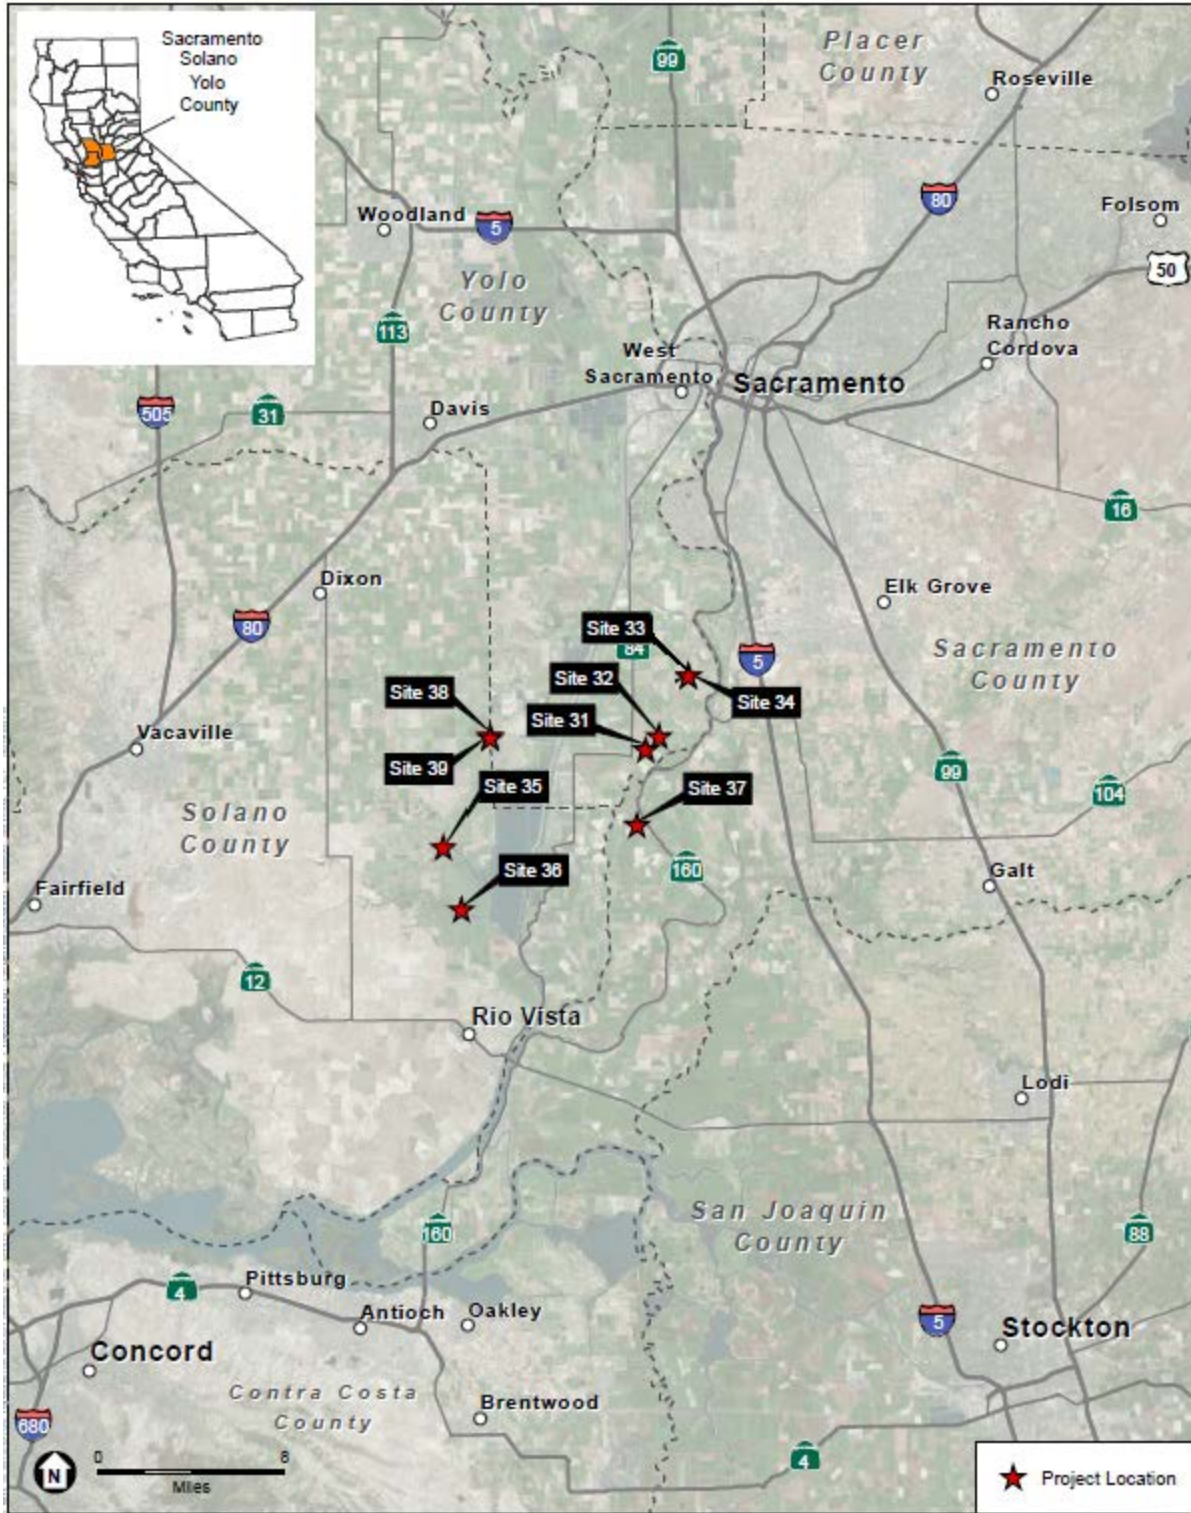 Sacramento
Solano
Yolo
County
Placer
County
99
Roseville
80
Folsom
Woodland
5
50
Yolo
County
113
Rancho
Cordova
West
Sacramento
Sacramento
505
31
Davis
16
Dixon
Elk Grove
80
Site 33
84
5
Sacramento
County
Site 32
Site 38
Site 34
Site 31
Vacaville
Site 39
99
Site 35
Site 37
104
Solano
County
Site 36
160
Galt
Fairfield
12
Rio Vista
Lodi
San Joaquin
County
160
88
Pittsburg
4
Antioch
Oakley
5
Stockton
Concord
Contra Costa
County
Brentwood
680
4
N
0 8
Miles
Project Location